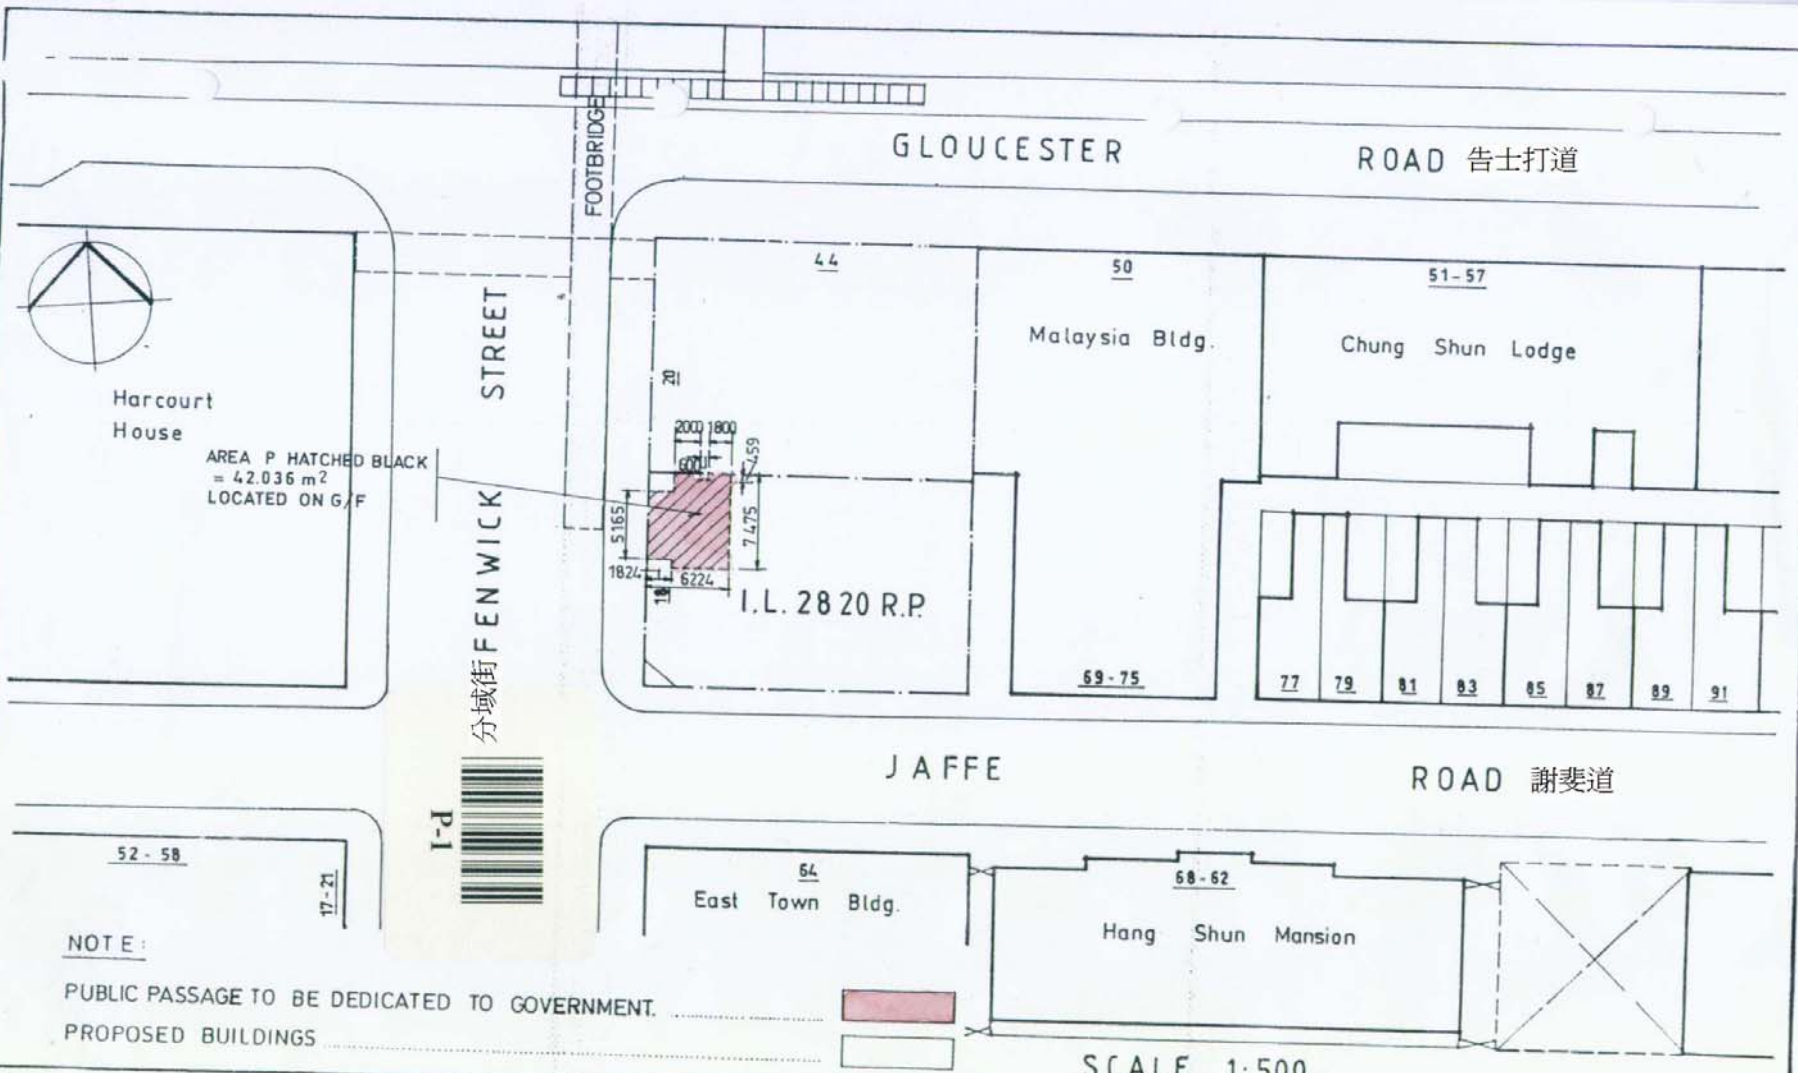 FOOTBRIDGE
GLOUCESTER ROAD 告士打道
44
50
51-57
Malaysia Bldg.
Chung Shun Lodge
Harcourt
House
分域街 FENWICK STREET
20
AREA P HATCHED BLACK
= 42.036 m²
LOCATED ON G/F
2000 1800
600
459
5165
7475
1824
6224
18
I.L. 2820 R.P.
69-75
77 79 81 83 85 87 89 91
JAFFE ROAD 謝斐道
P-1
52-58
17-21
64
East Town Bldg.
68-62
Hang Shun Mansion
NOTE:
PUBLIC PASSAGE TO BE DEDICATED TO GOVERNMENT.
PROPOSED BUILDINGS
SCALE 1:500